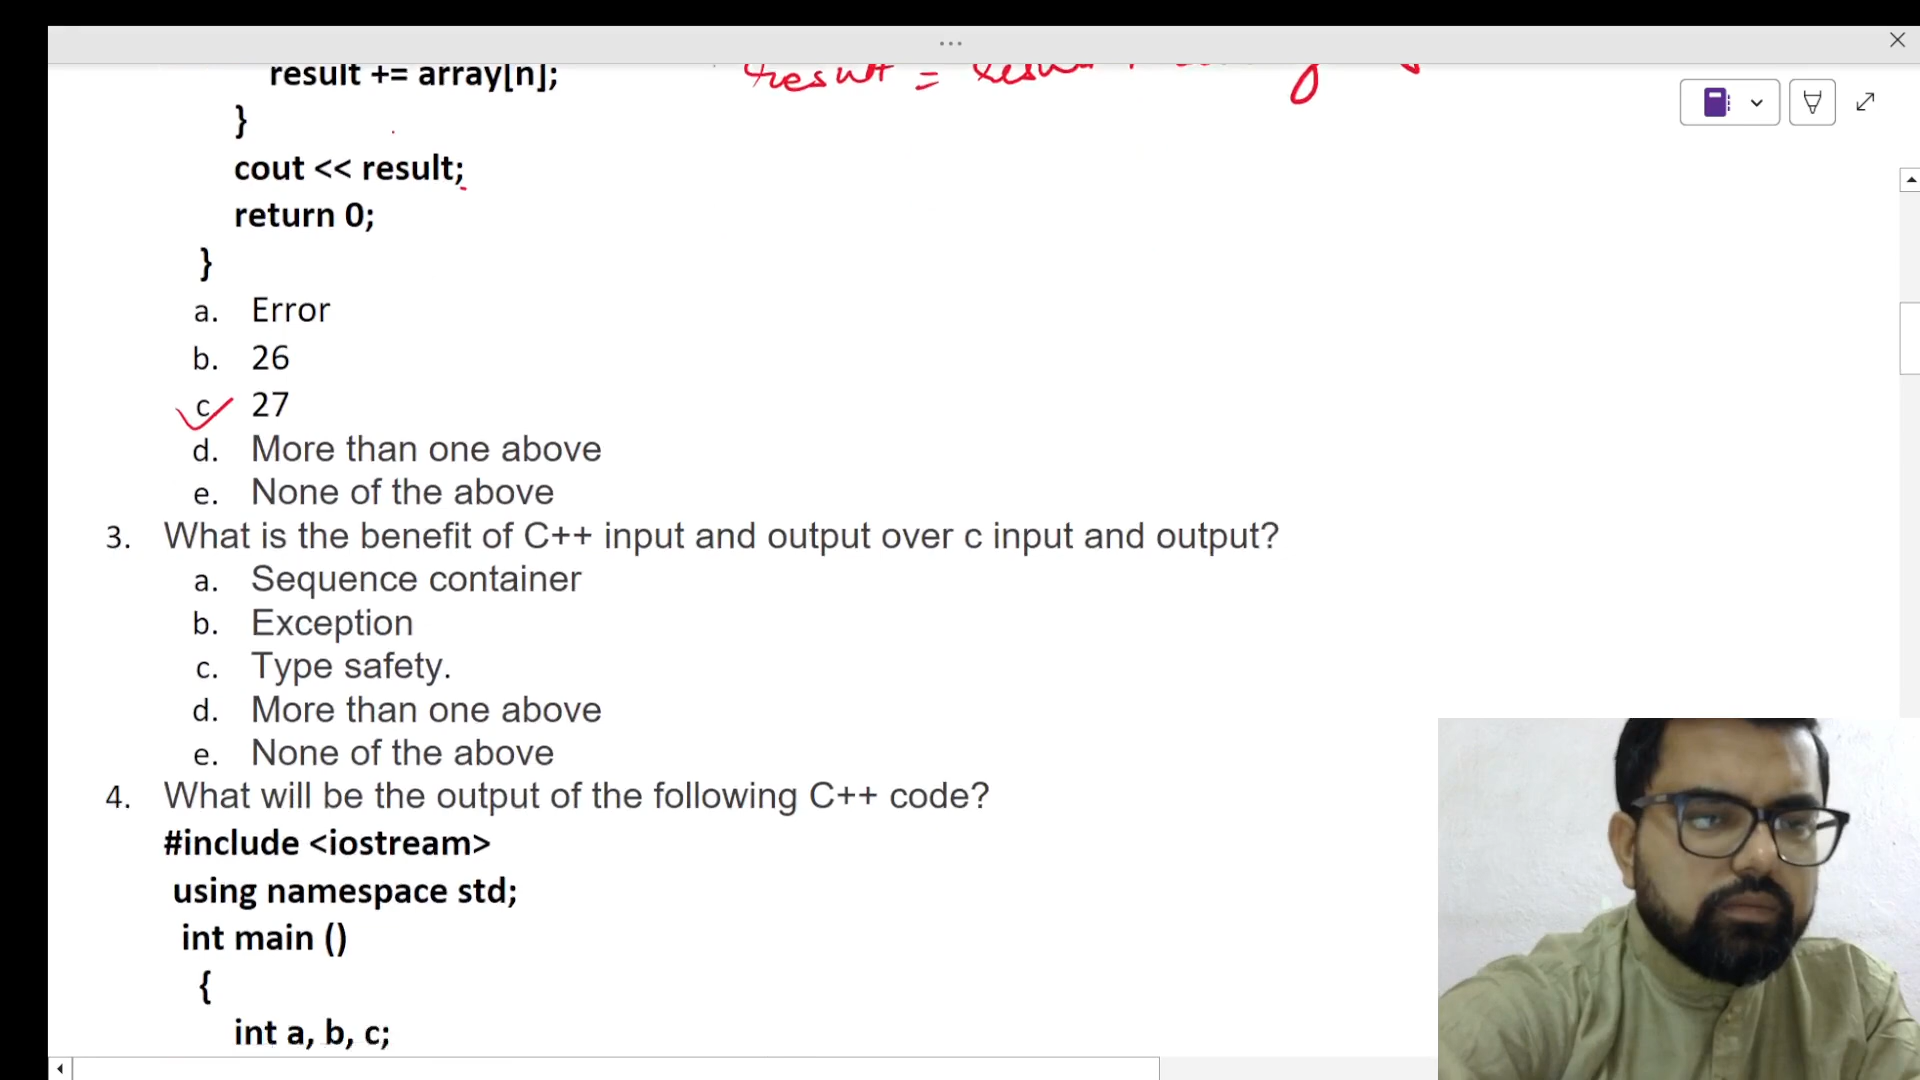 result += array[n];
}
cout << result;
return 0;
}
a. Error
b. 26
c 27
d. More than one above
e. None of the above
3. What is the benefit of C++ input and output over c input and output?
a. Sequence container
b. Exception
c. Type safety.
d. More than one above
e. None of the above
4. What will be the output of the following C++ code?
#include <iostream>
using namespace std;
int main ()
{
int a, b, c;